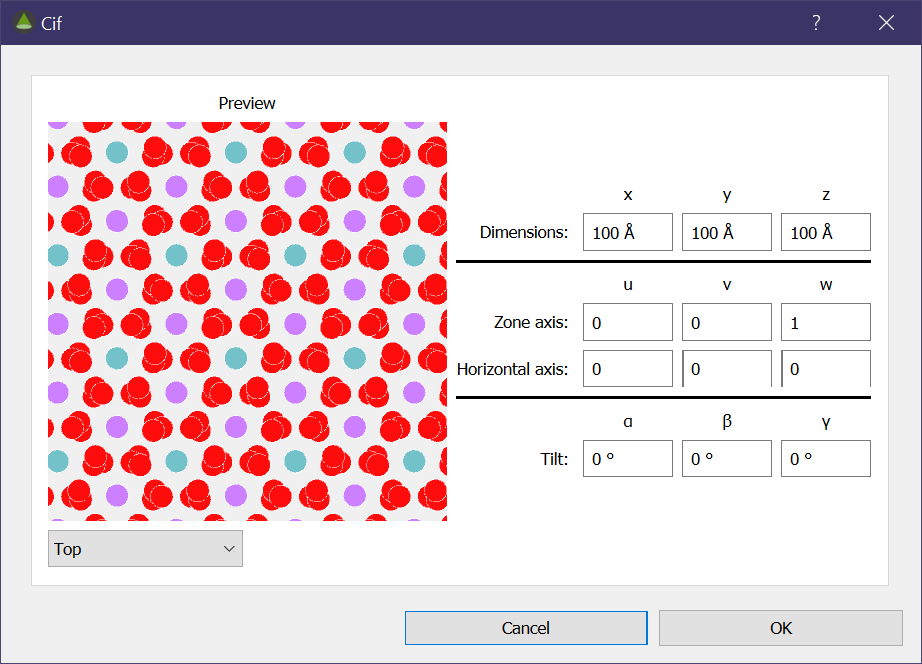 Cif ?
Preview
x y z
Dimensions: 100 Å 100 Å 100 Å
u v w
Zone axis: 0 0 1
Horizontal axis: 0 0 0
α β γ
Tilt: 0 ° 0 ° 0 °
Top
Cancel OK